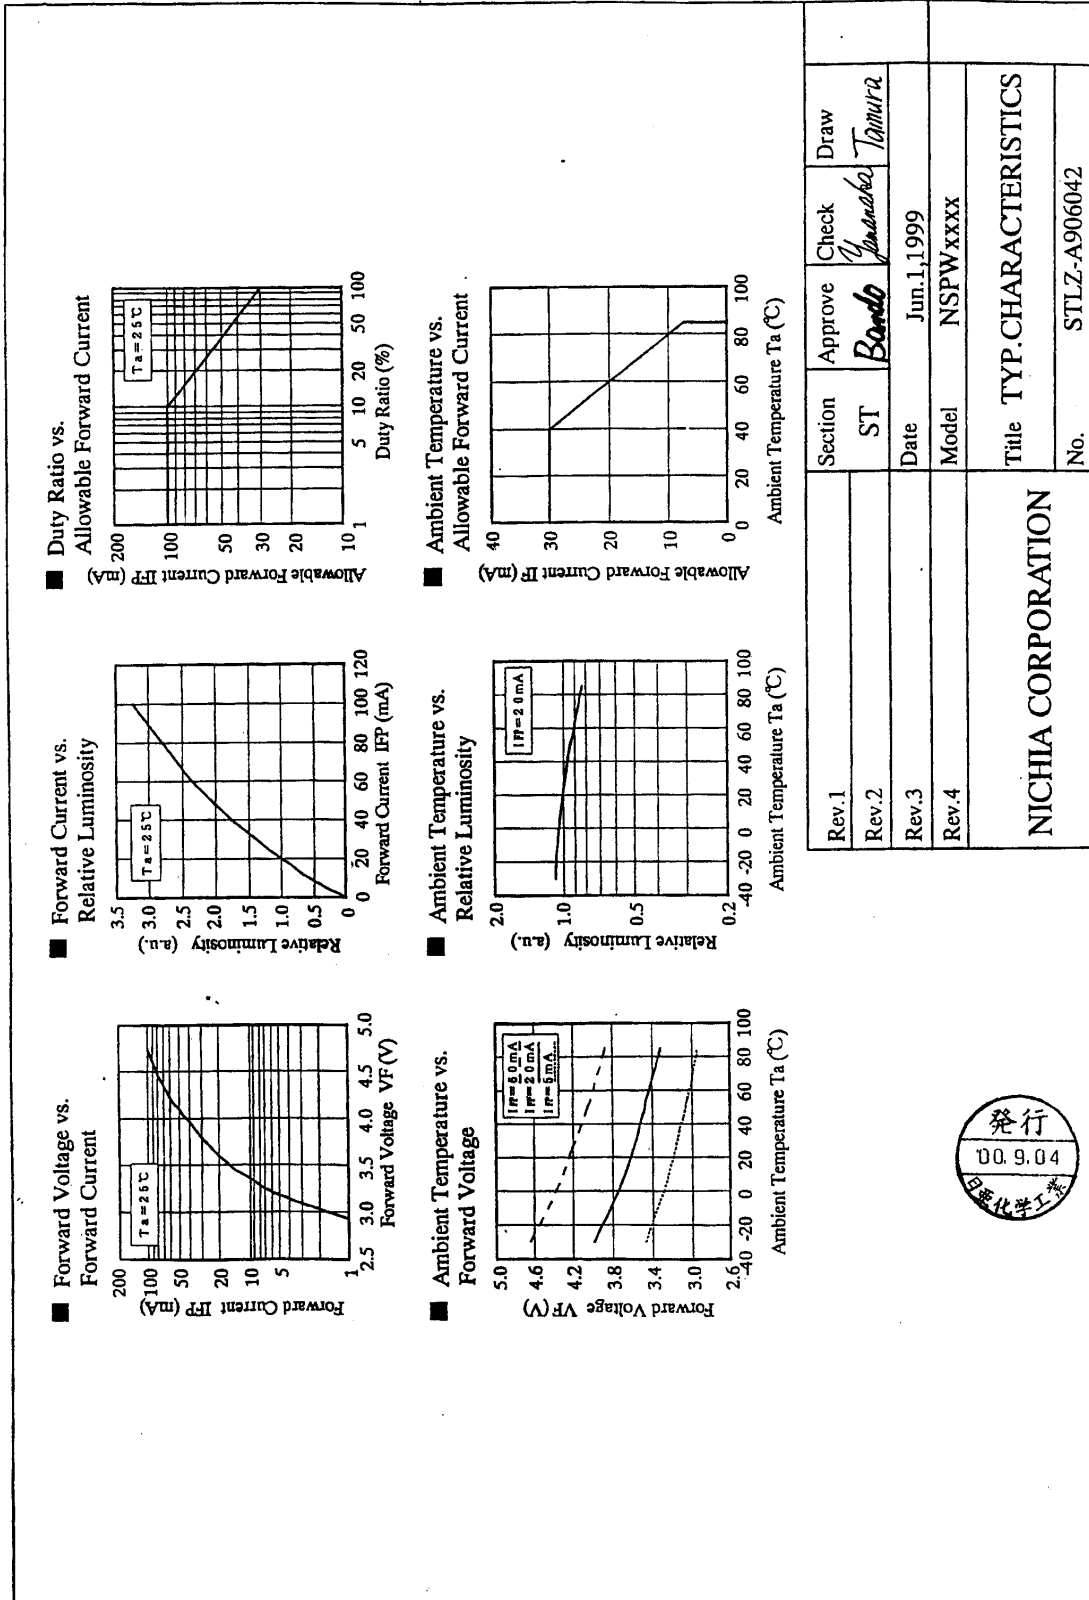 ■ Forward Voltage vs.
Forward Current
Ta=25℃
Forward Current IFP (mA)
200
100
50
20
10
5
1
2.5 3.0 3.5 4.0 4.5 5.0
Forward Voltage VF(V)
■ Forward Current vs.
Relative Luminosity
Ta=25℃
Relative Luminosity (a.u.)
3.5
3.0
2.5
2.0
1.5
1.0
0.5
0
0 20 40 60 80 100 120
Forward Current IFP (mA)
■ Duty Ratio vs.
Allowable Forward Current
Ta=25℃
Allowable Forward Current IFP (mA)
200
100
50
30
20
10
1 5 10 20 50 100
Duty Ratio (%)
■ Ambient Temperature vs.
Forward Voltage
IFP=60mA
IFP=20mA
IFP=5mA
Forward Voltage VF(V)
5.0
4.6
4.2
3.8
3.4
3.0
2.6
-40 -20 0 20 40 60 80 100
Ambient Temperature Ta (℃)
■ Ambient Temperature vs.
Relative Luminosity
IFP=20mA
Relative Luminosity (a.u.)
2.0
1.0
0.5
0.2
-40 -20 0 20 40 60 80 100
Ambient Temperature Ta (℃)
■ Ambient Temperature vs.
Allowable Forward Current
Allowable Forward Current IF (mA)
40
30
20
10
0
0 20 40 60 80 100
Ambient Temperature Ta (℃)
発行
'00.9.04
日亜化学工業
Rev.1
Rev.2
Rev.3
Rev.4
NICHIA CORPORATION
Section Approve Check Draw
ST Bando Yamanaka Tamura
Date Jun.1,1999
Model NSPWxxxx
Title TYP.CHARACTERISTICS
No. STLZ-A906042